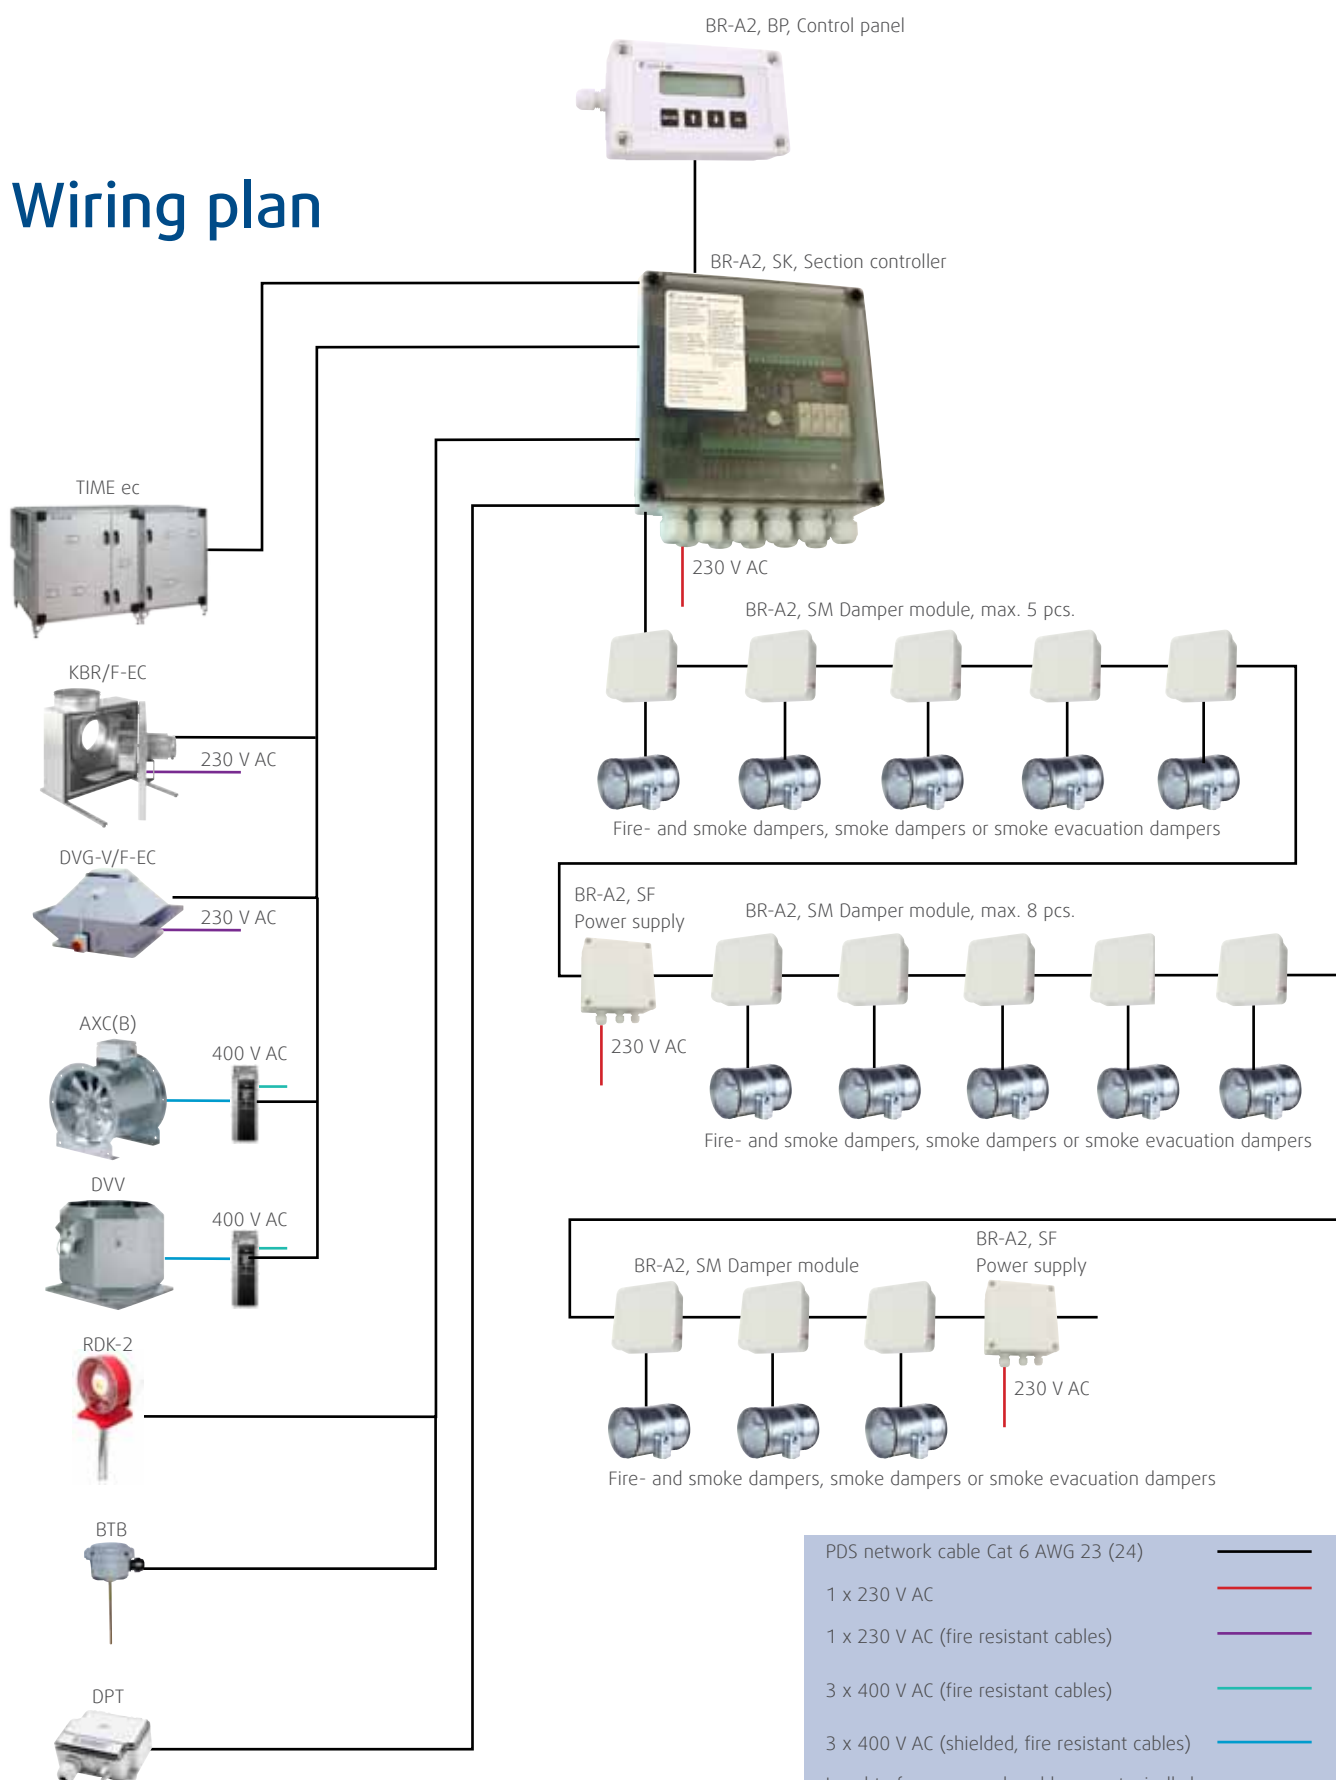 BR-A2, BP, Control panel
Wiring plan
BR-A2, SK, Section controller
TIME ec
230 V AC
BR-A2, SM Damper module, max. 5 pcs.
KBR/F-EC
230 V AC
Fire- and smoke dampers, smoke dampers or smoke evacuation dampers
DVG-V/F-EC
230 V AC
BR-A2, SF
Power supply
BR-A2, SM Damper module, max. 8 pcs.
230 V AC
AXC(B)
400 V AC
Fire- and smoke dampers, smoke dampers or smoke evacuation dampers
DVV
400 V AC
BR-A2, SM Damper module
BR-A2, SF
Power supply
230 V AC
RDK-2
Fire- and smoke dampers, smoke dampers or smoke evacuation dampers
BTB
DPT
PDS network cable Cat 6 AWG 23 (24)
1 x 230 V AC
1 x 230 V AC (fire resistant cables)
3 x 400 V AC (fire resistant cables)
3 x 400 V AC (shielded, fire resistant cables)